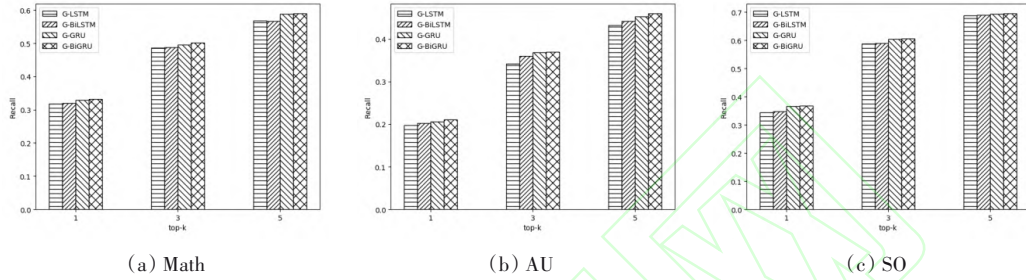 0.6
0.5
0.4
0.3
0.2
0.1
0.0
Recall
G-LSTM
G-BiLSTM
G-GRU
G-BiGRU
1
3
5
top-k
(a) Math
0.4
0.3
0.2
0.1
0.0
Recall
G-LSTM
G-BiLSTM
G-GRU
G-BiGRU
1
3
5
top-k
(b) AU
0.7
0.6
0.5
0.4
0.3
0.2
0.1
0.0
Recall
G-LSTM
G-BiLSTM
G-GRU
G-BiGRU
1
3
5
top-k
(c) SO